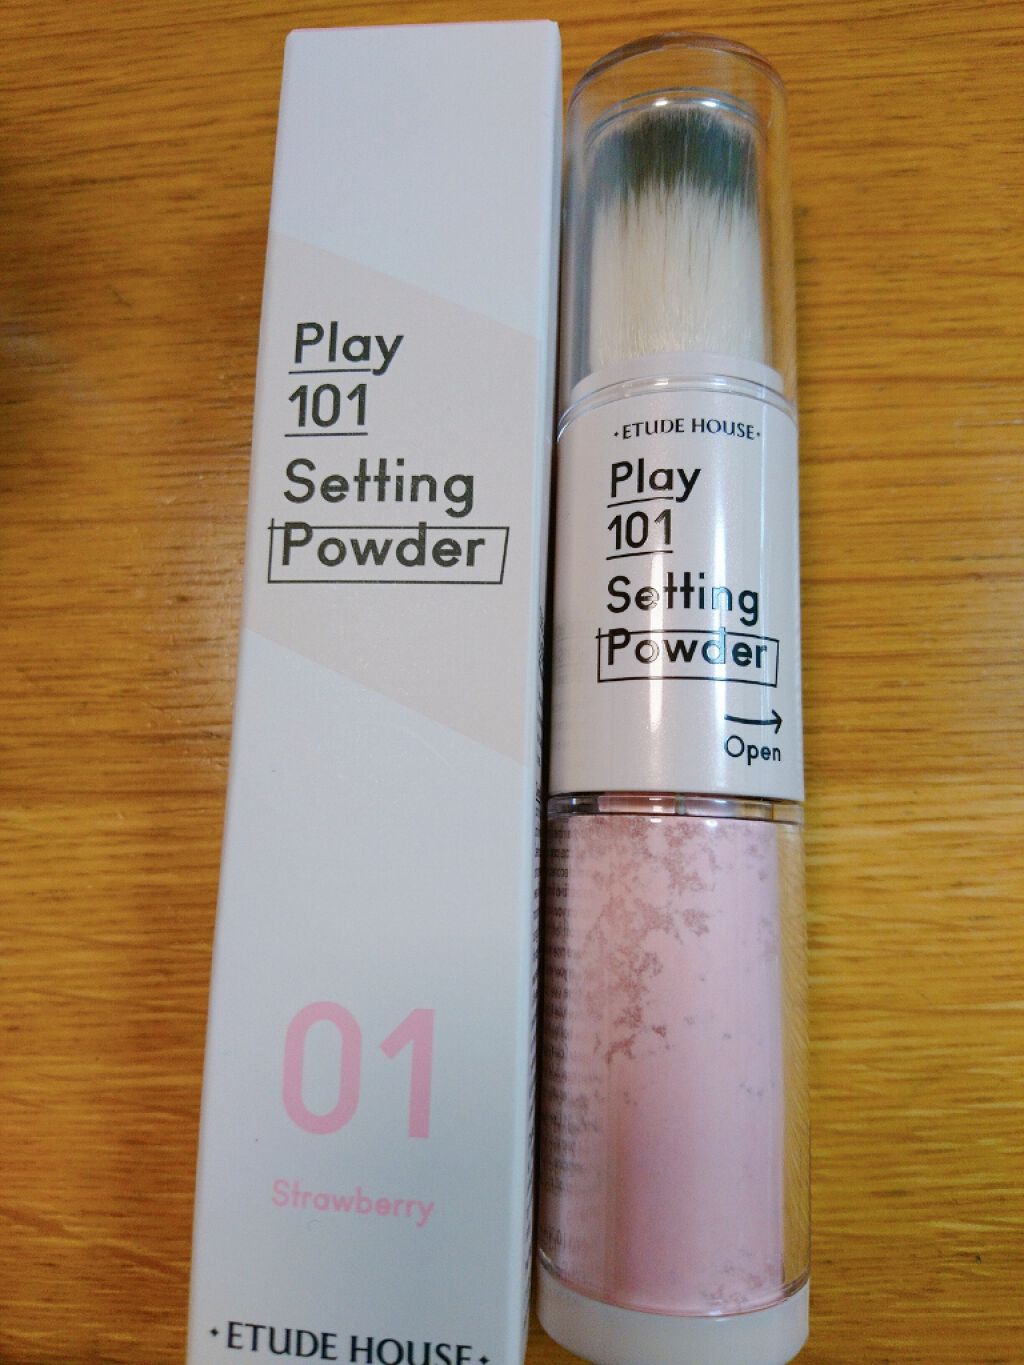 Play
101
Setting
Powder
01
Strawberry
ETUDE HOUSE
ETUDE HOUSE
Play
101
Setting
Powder
Open